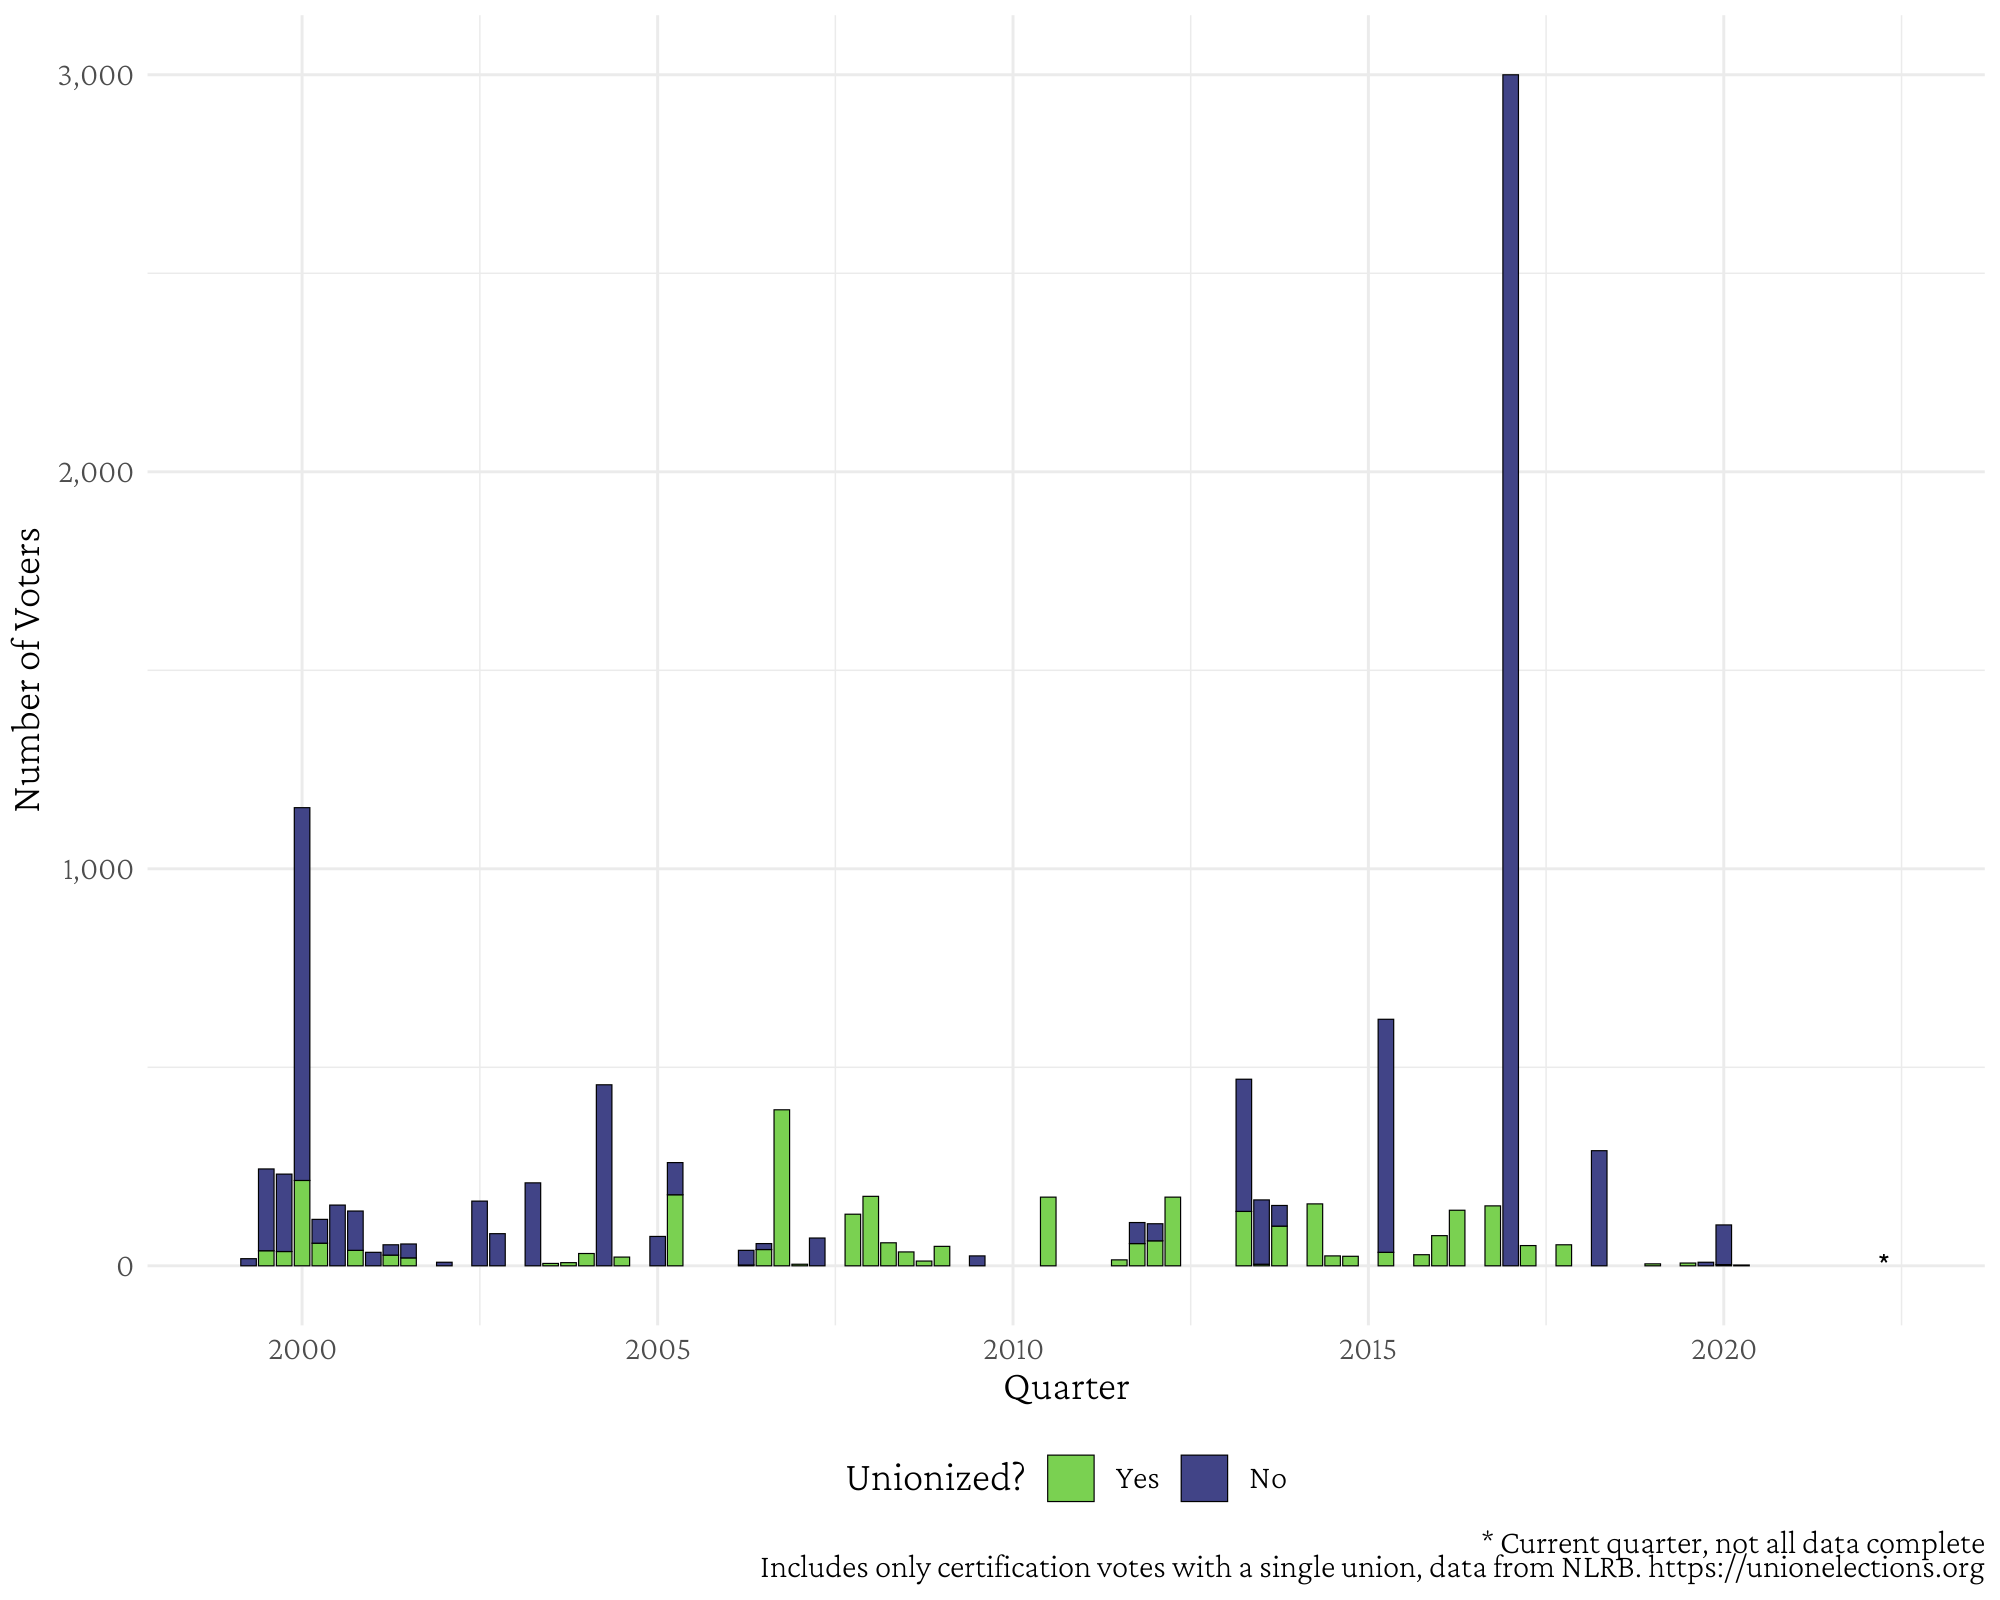 3,000
2,000
1,000
0
Number of Voters
*
2000 2005 2010 2015 2020
Quarter
Unionized? Yes No
* Current quarter, not all data complete
Includes only certification votes with a single union, data from NLRB. https://unionelections.org